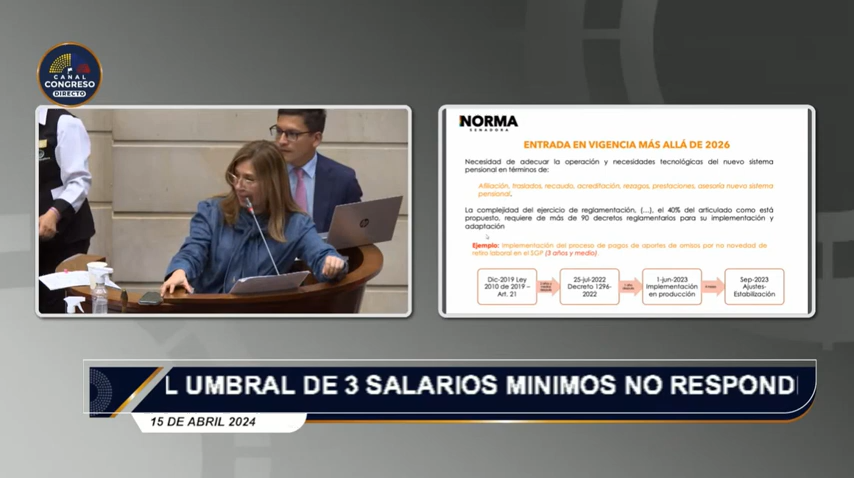 CANAL
CONGRESO
DIRECTO
NORMA
SENADORA
ENTRADA EN VIGENCIA MÁS ALLÁ DE 2026
Necesidad de adecuar la operación y necesidades tecnológicas del nuevo sistema
pensional en términos de:
Afiliación, traslados, recaudo, acreditación, rezagos, prestaciones, asesoría nuevo sistema
pensional.
La complejidad del ejercicio de reglamentación, (...), el 40% del articulado como está
propuesto, requiere de más de 90 decretos reglamentarios para su implementación y
adaptación
Ejemplo: Implementación del proceso de pagos de aportes de omisos por no novedad de
retiro laboral en el SGP (3 años y medio)
Dic-2019 Ley
2010 de 2019 –
Art. 21
25-jul-2022
Decreto 1296-
2022
1-jun-2023
Implementación
en producción
Sep-2023
Ajustes-
Estabilización
hp
L UMBRAL DE 3 SALARIOS MINIMOS NO RESPOND
15 DE ABRIL 2024